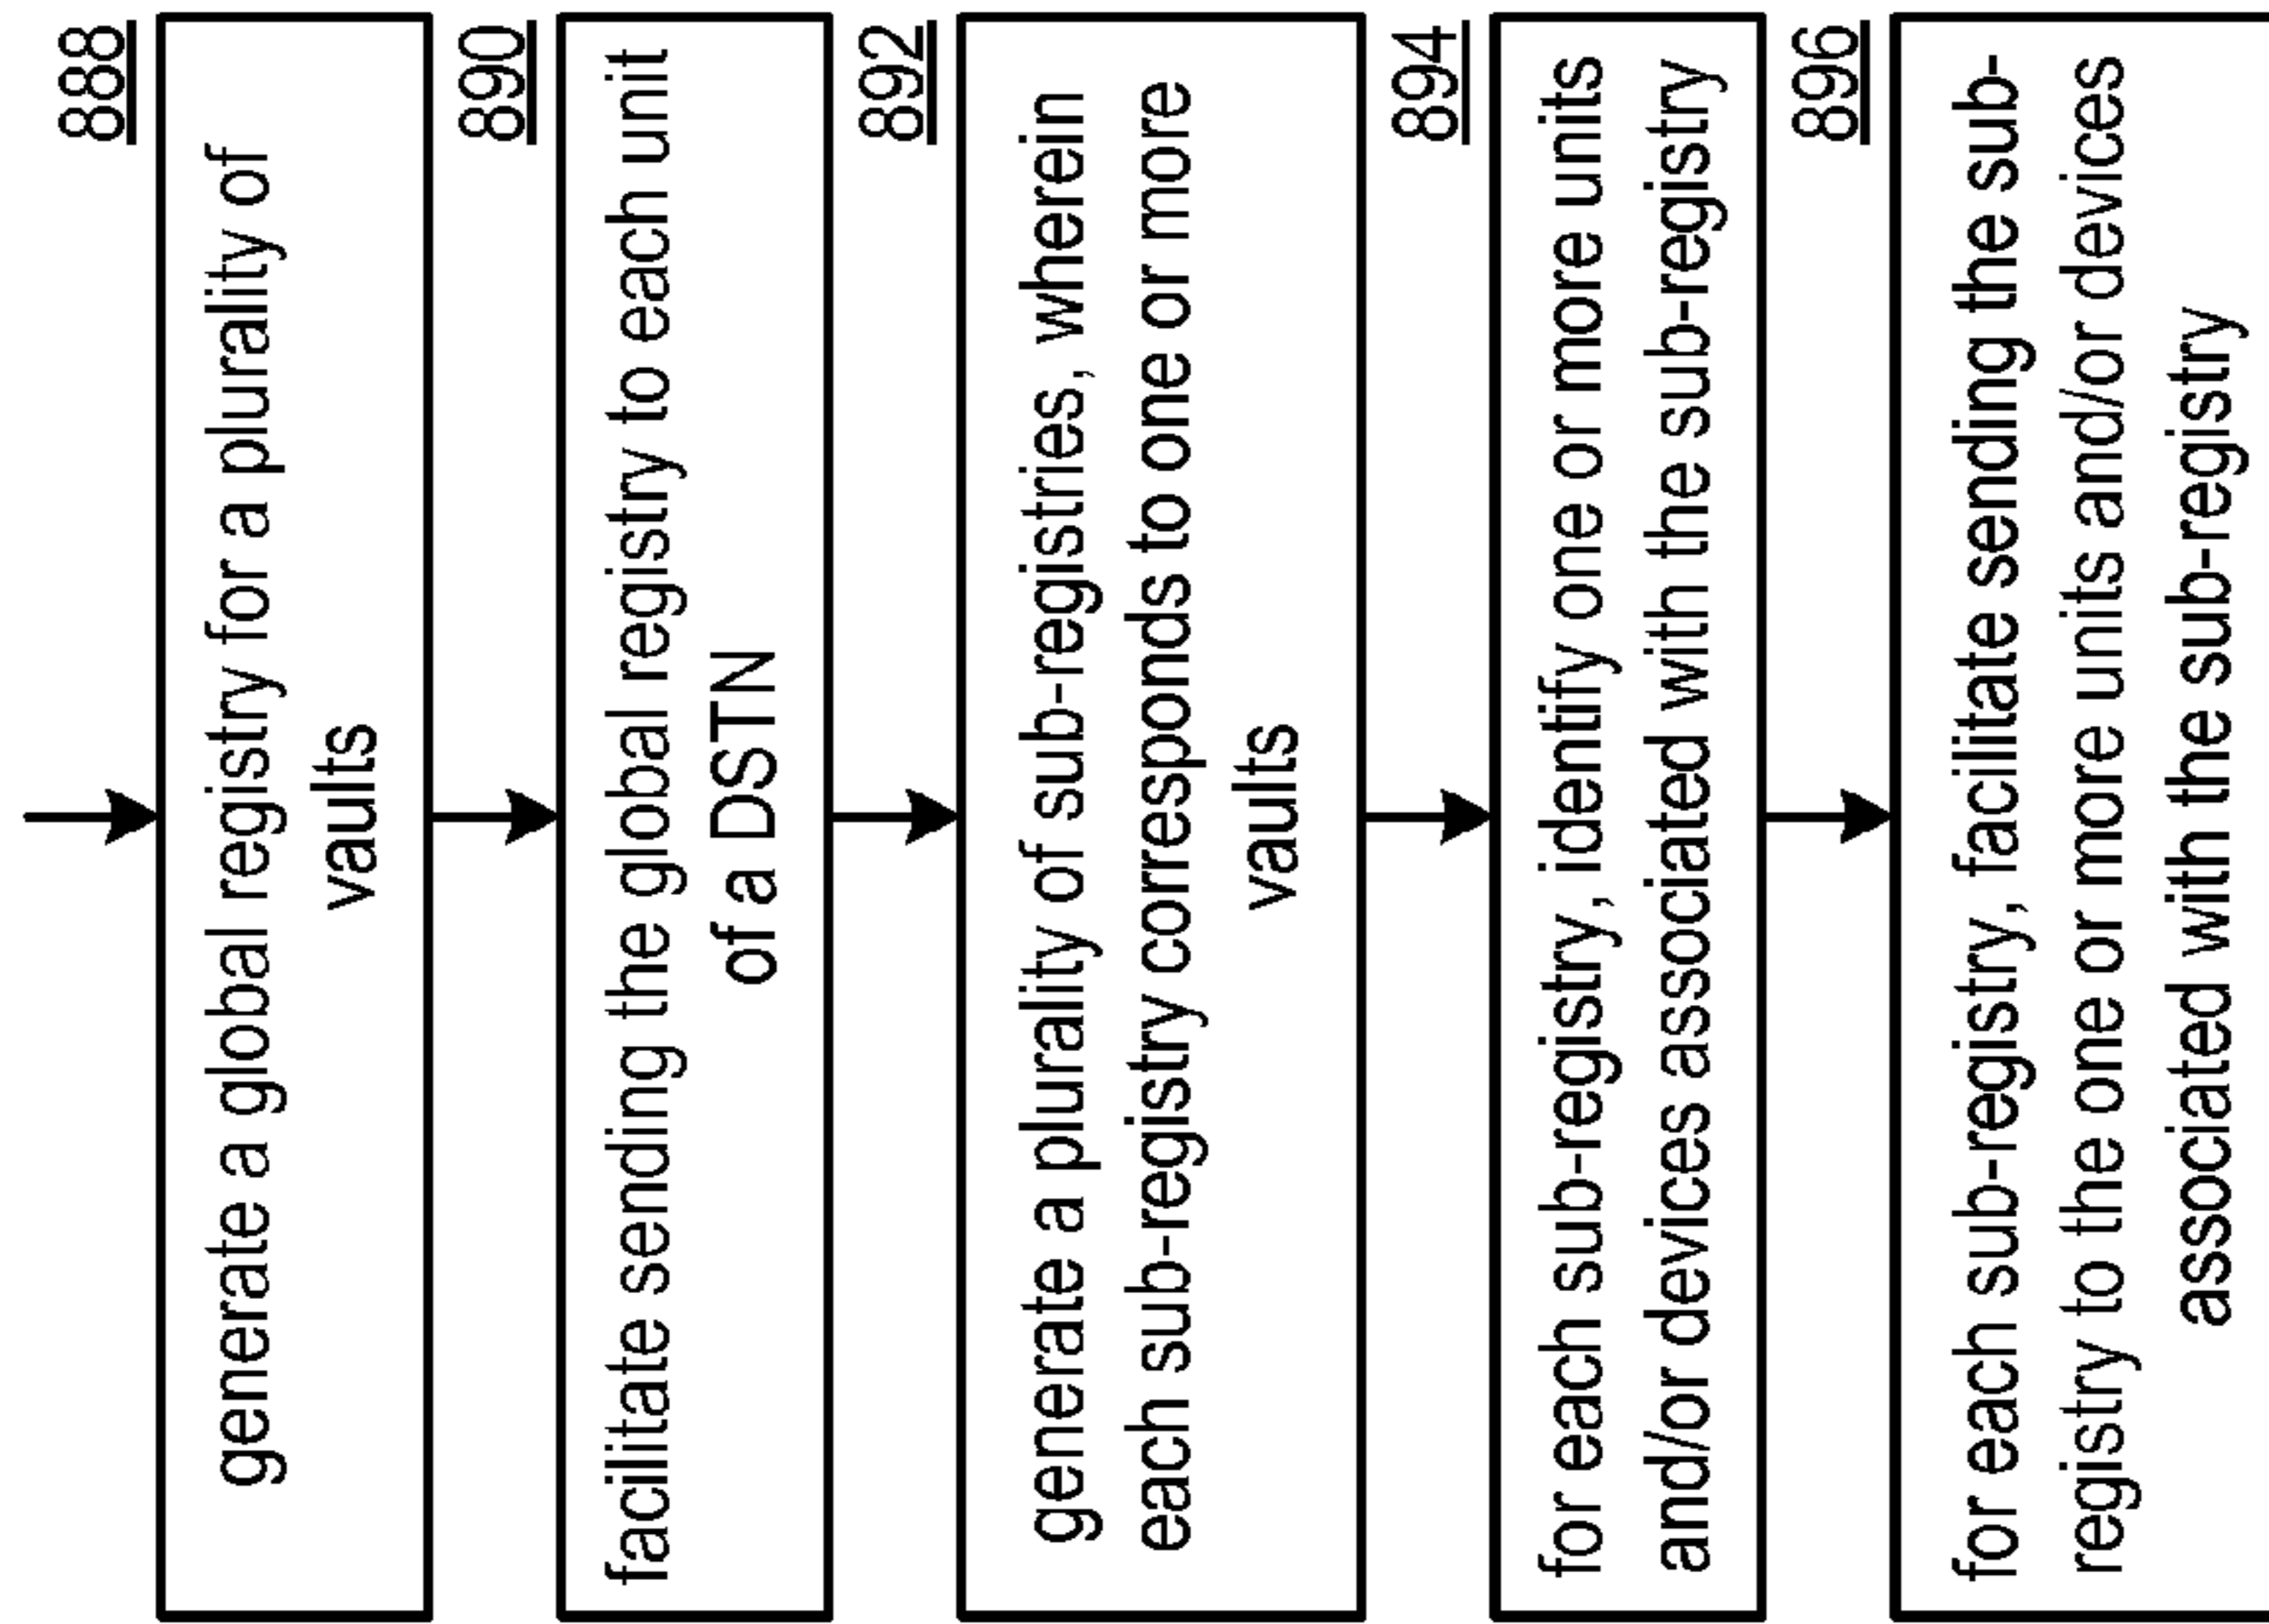 888
generate a global registry for a plurality of
vaults
890
facilitate sending the global registry to each unit
of a DSTN
892
generate a plurality of sub-registries, wherein
each sub-registry corresponds to one or more
vaults
894
for each sub-registry, identify one or more units
and/or devices associated with the sub-registry
896
for each sub-registry, facilitate sending the sub-
registry to the one or more units and/or devices
associated with the sub-registry